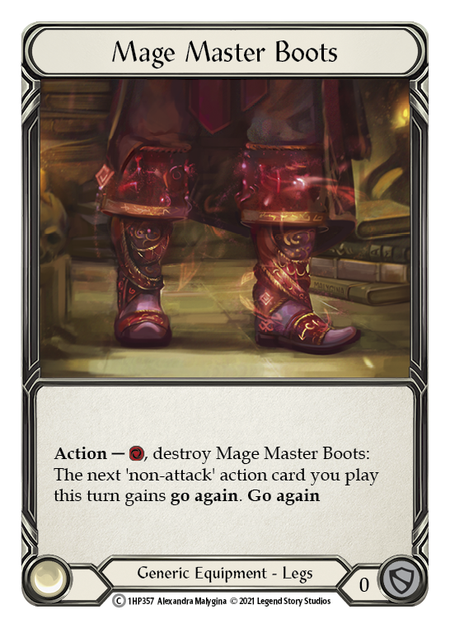 Mage Master Boots
Action — , destroy Mage Master Boots:
The next 'non-attack' action card you play
this turn gains go again. Go again
Generic Equipment - Legs
0
C 1HP357 Alexandra Malygina © 2021 Legend Story Studios